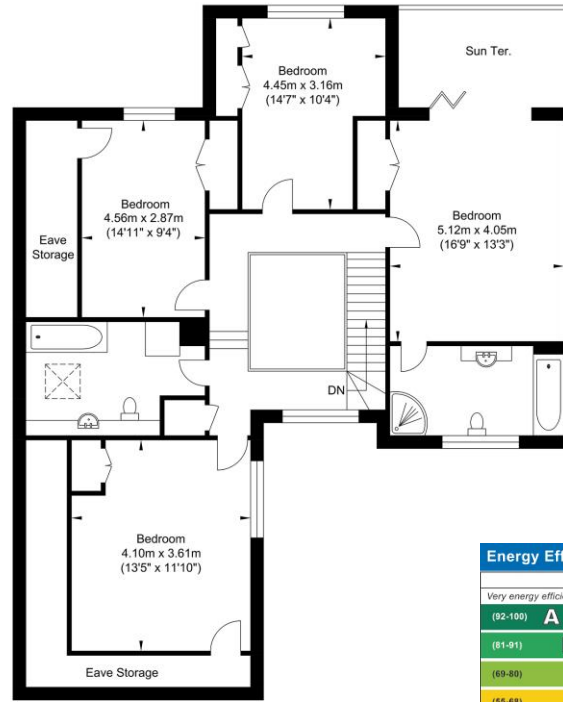 Sun Ter.
Bedroom
4.45m x 3.16m
(14'7" x 10'4")
Bedroom
4.56m x 2.87m
(14'11" x 9'4")
Eave
Storage
Bedroom
5.12m x 4.05m
(16'9" x 13'3")
DN
Bedroom
4.10m x 3.61m
(13'5" x 11'10")
Eave Storage
Energy Eff
Very energy effici
(92-100) A
(81-91)
(69-80)
(55-68)